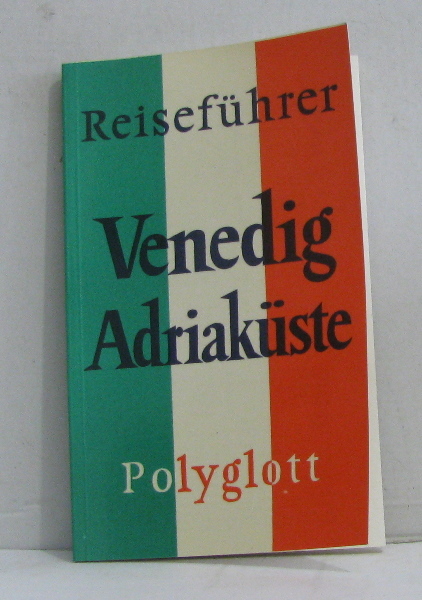 Reiseführer
Venedig
Adriaküste
Polyglott